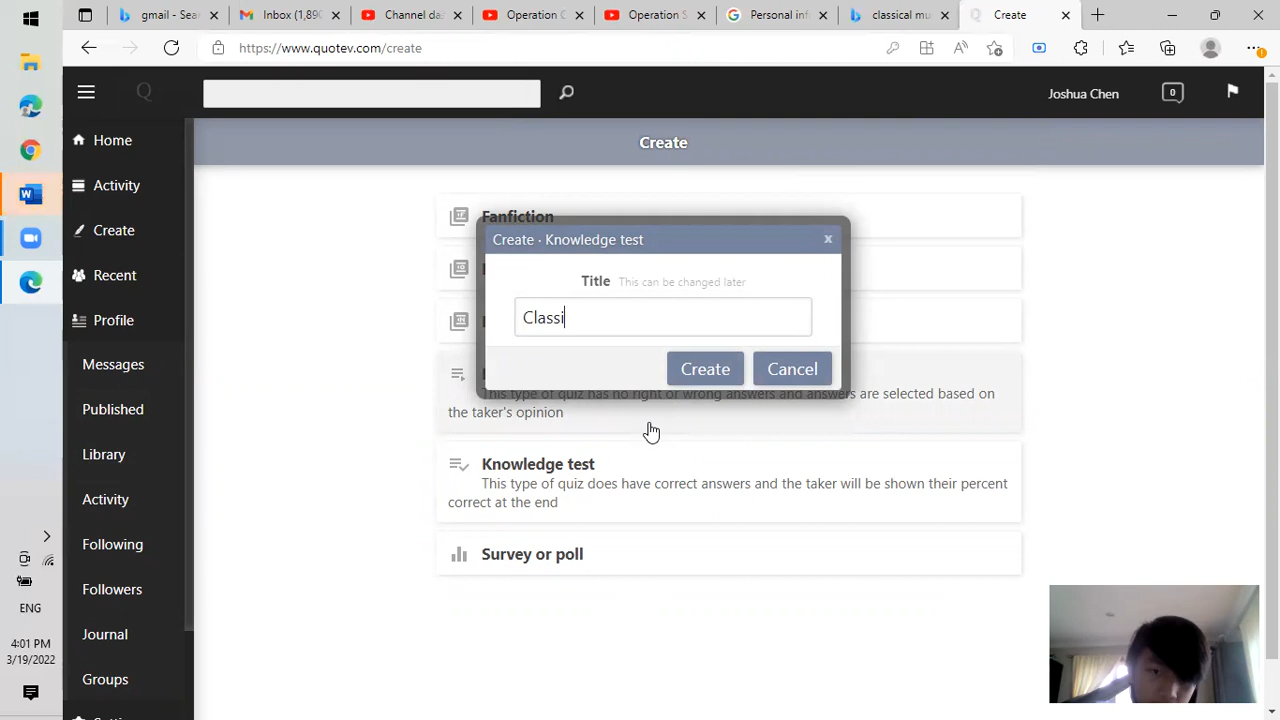 gmail - Sea
Inbox (1,89
Channel da
Operation C
Operation S
Personal inf
classical mu
Create
https://www.quotev.com/create
Q
Joshua Chen
0
Home
Activity
Create
Recent
Profile
Messages
Published
Library
Activity
Following
Followers
Journal
Groups
ENG
4:01 PM
3/19/2022
Create
Fanfiction
Create · Knowledge test
x
Title This can be changed later
Classi
Create
Cancel
This type of quiz has no right or wrong answers and answers are selected based on
the taker's opinion
Knowledge test
This type of quiz does have correct answers and the taker will be shown their percent
correct at the end
Survey or poll